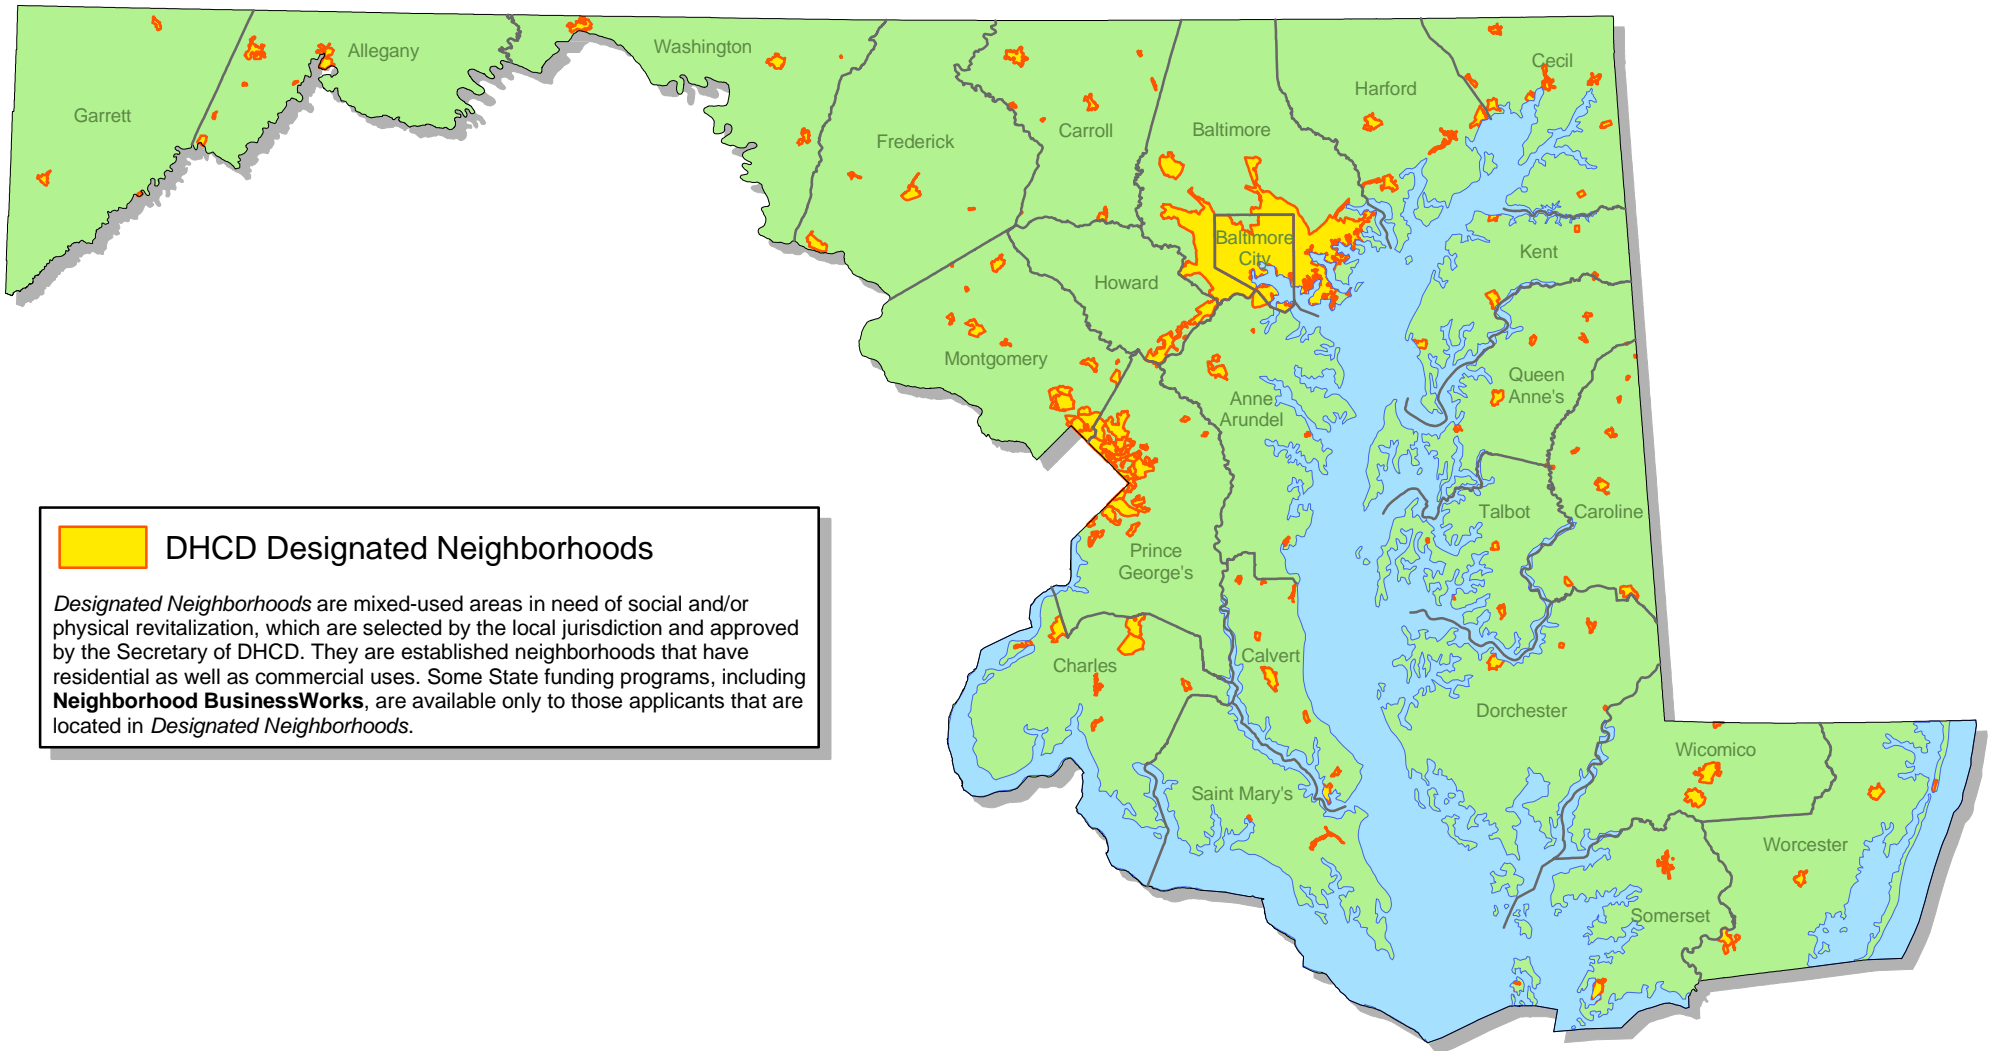 Garrett
Allegany
Washington
Frederick
Carroll
Baltimore
Harford
Cecil
Baltimore
City
Howard
Kent
Montgomery
Anne
Arundel
Queen
Anne's
Talbot
Caroline
Prince
George's
Calvert
Charles
Dorchester
Saint Mary's
Wicomico
Worcester
Somerset
DHCD Designated Neighborhoods
Designated Neighborhoods are mixed-used areas in need of social and/or
physical revitalization, which are selected by the local jurisdiction and approved
by the Secretary of DHCD. They are established neighborhoods that have
residential as well as commercial uses. Some State funding programs, including
Neighborhood BusinessWorks, are available only to those applicants that are
located in Designated Neighborhoods.